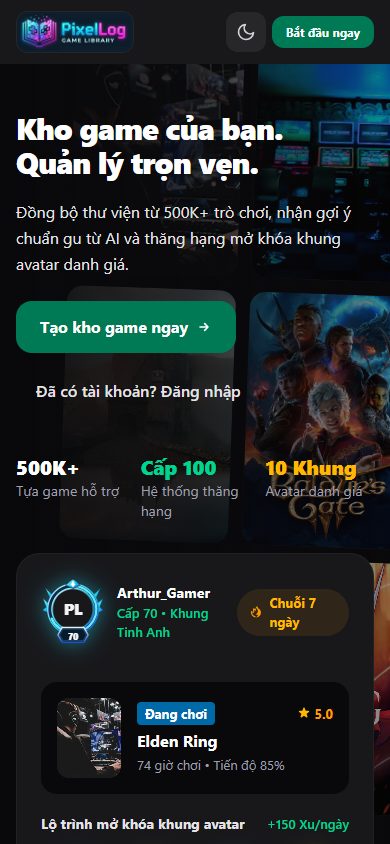 PixelLog
GAME LIBRARY
Bắt đầu ngay
Kho game của bạn.
Quản lý trọn vẹn.
Đồng bộ thư viện từ 500K+ trò chơi, nhận gợi ý
chuẩn gu từ AI và thăng hạng mở khóa khung
avatar danh giá.
Tạo kho game ngay →
Đã có tài khoản? Đăng nhập
500K+
Tựa game hỗ trợ
Cấp 100
Hệ thống thăng
hạng
10 Khung
Avatar danh giá
Baldur's
Gate
PL
70
Arthur_Gamer
Cấp 70 • Khung
Tinh Anh
Chuỗi 7
ngày
Đang chơi
★ 5.0
Elden Ring
74 giờ chơi • Tiến độ 85%
Lộ trình mở khóa khung avatar
+150 Xu/ngày